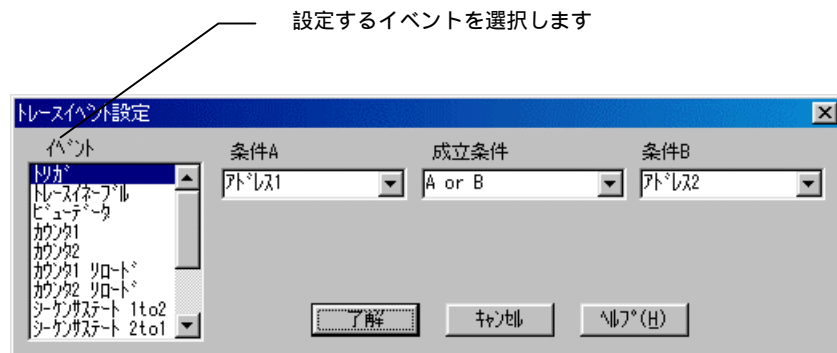 設定するイベントを選択します
トレースイベント設定
ｲﾍﾞﾝﾄ
条件A
成立条件
条件B
ﾄﾘｶﾞ
ﾄﾚｰｽｲﾈｰﾌﾞﾙ
ﾋﾞｭｰﾃﾞｰﾀ
ｶｳﾝﾀ1
ｶｳﾝﾀ2
ｶｳﾝﾀ1 ﾘﾛｰﾄﾞ
ｶｳﾝﾀ2 ﾘﾛｰﾄﾞ
ｼｰｹﾝｻｽﾃｰﾄ 1to2
ｼｰｹﾝｻｽﾃｰﾄ 2to1
ｱﾄﾞﾚｽ1
A or B
ｱﾄﾞﾚｽ2
了解
ｷｬﾝｾﾙ
ﾍﾙﾌﾟ(H)